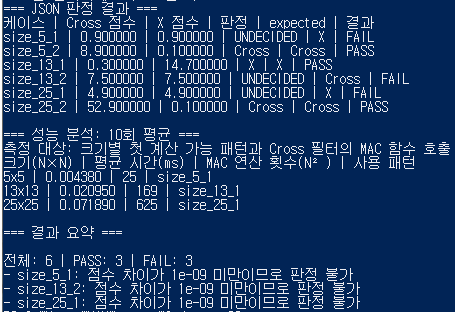 === JSON 판정 결과 ===
케이스 | Cross 점수 | X 점수 | 판정 | expected | 결과
size_5_1 | 0.900000 | 0.900000 | UNDECIDED | X | FAIL
size_5_2 | 8.900000 | 0.100000 | Cross | Cross | PASS
size_13_1 | 0.300000 | 14.700000 | X | X | PASS
size_13_2 | 7.500000 | 7.500000 | UNDECIDED | Cross | FAIL
size_25_1 | 4.900000 | 4.900000 | UNDECIDED | X | FAIL
size_25_2 | 52.900000 | 0.100000 | Cross | Cross | PASS
=== 성능 분석: 10회 평균 ===
측정 대상: 크기별 첫 계산 가능 패턴과 Cross 필터의 MAC 함수 호출
크기(N×N) | 평균 시간(ms) | MAC 연산 횟수(N² ) | 사용 패턴
5x5 | 0.004380 | 25 | size_5_1
13x13 | 0.020950 | 169 | size_13_1
25x25 | 0.071890 | 625 | size_25_1
=== 결과 요약 ===
전체: 6 | PASS: 3 | FAIL: 3
- size_5_1: 점수 차이가 1e-09 미만이므로 판정 불가
- size_13_2: 점수 차이가 1e-09 미만이므로 판정 불가
- size_25_1: 점수 차이가 1e-09 미만이므로 판정 불가